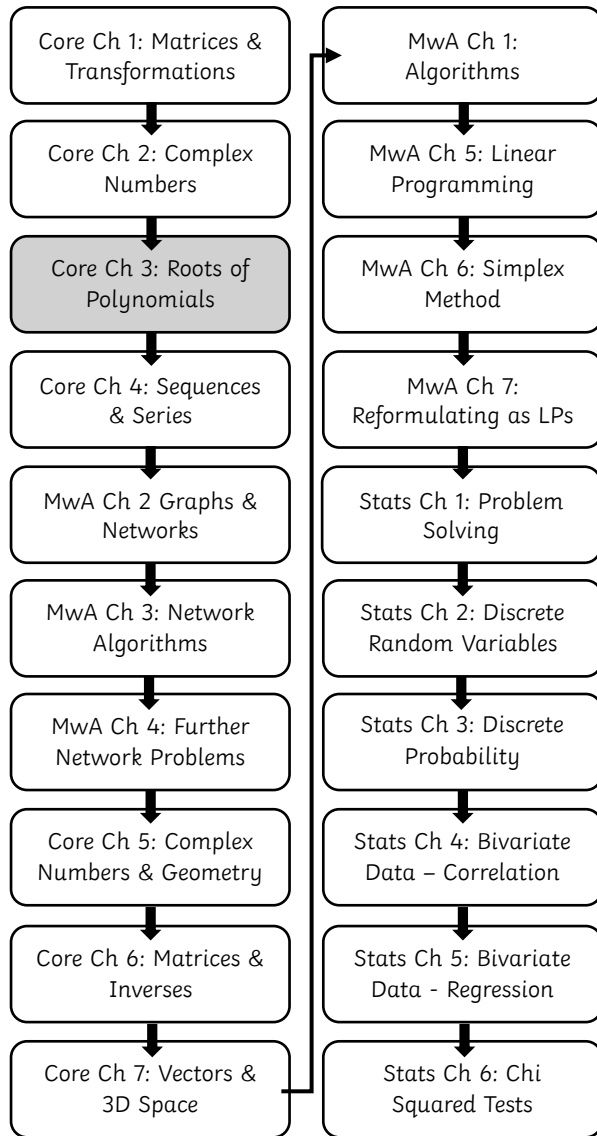 Core Ch 1: Matrices &
Transformations
Core Ch 2: Complex
Numbers
Core Ch 3: Roots of
Polynomials
Core Ch 4: Sequences
& Series
MwA Ch 2 Graphs &
Networks
MwA Ch 3: Network
Algorithms
MwA Ch 4: Further
Network Problems
Core Ch 5: Complex
Numbers & Geometry
Core Ch 6: Matrices &
Inverses
Core Ch 7: Vectors &
3D Space
MwA Ch 1:
Algorithms
MwA Ch 5: Linear
Programming
MwA Ch 6: Simplex
Method
MwA Ch 7:
Reformulating as LPs
Stats Ch 1: Problem
Solving
Stats Ch 2: Discrete
Random Variables
Stats Ch 3: Discrete
Probability
Stats Ch 4: Bivariate
Data – Correlation
Stats Ch 5: Bivariate
Data - Regression
Stats Ch 6: Chi
Squared Tests